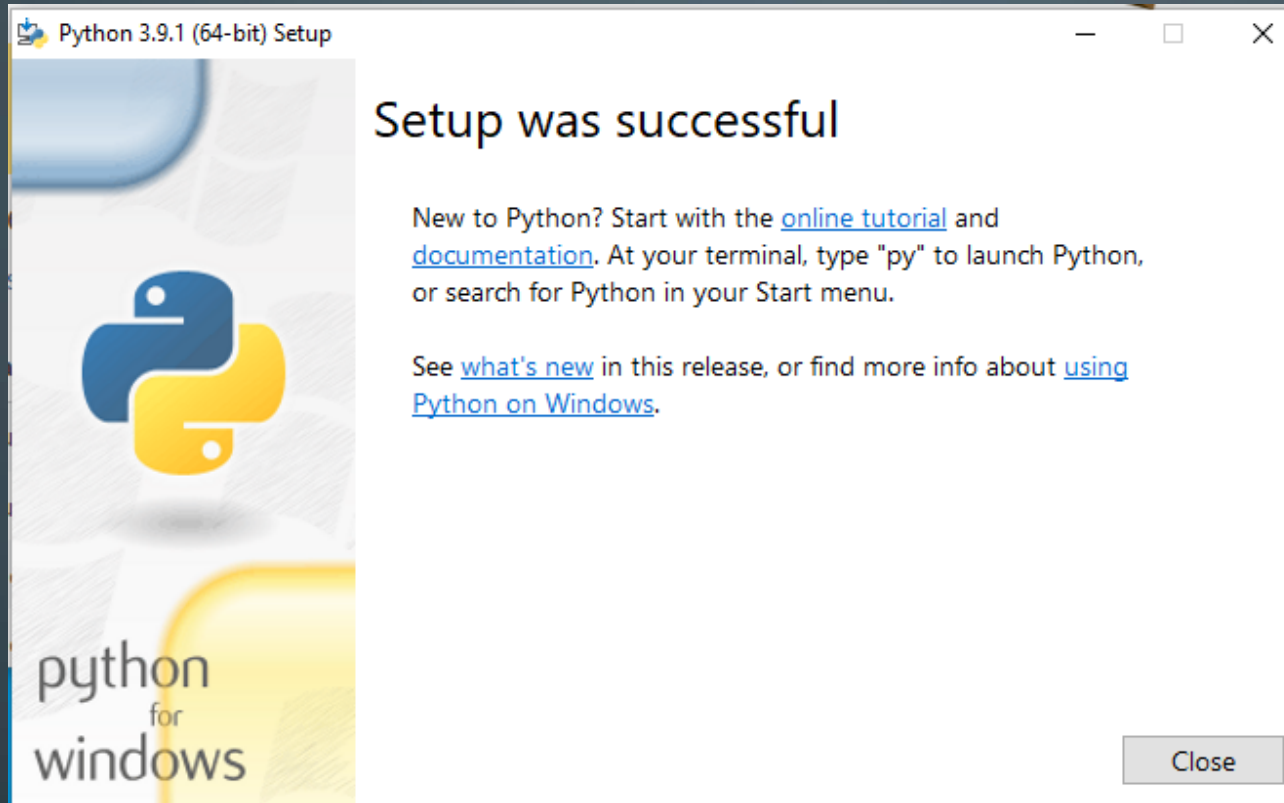 Python 3.9.1 (64-bit) Setup
Setup was successful
New to Python? Start with the online tutorial and
documentation. At your terminal, type "py" to launch Python,
or search for Python in your Start menu.
See what's new in this release, or find more info about using
Python on Windows.
python
for
windows
Close